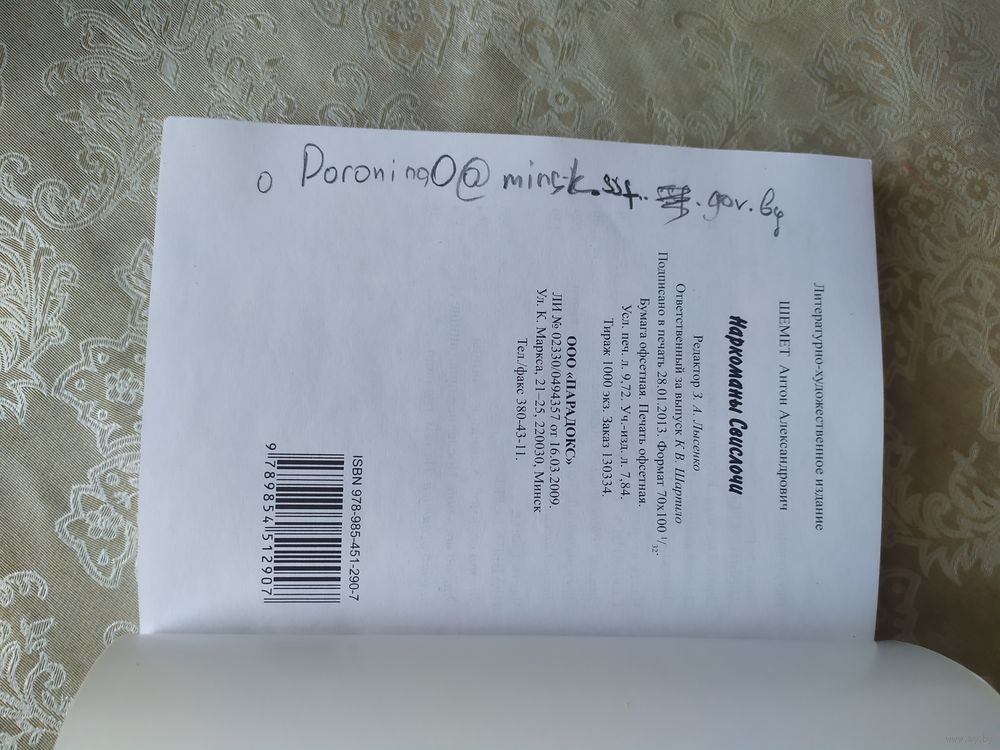 DoroninaO@minsk.ssf.gov.by
О
Литературно-художественное издание
ШЕМЕТ Антон Александрович
Наркоманы Свислочи
Редактор З. А. Лысенко
Ответственный за выпуск К В. Шартило
Подписано в печать 28.01.2013. Формат 70х100 1/32.
Бумага офсетная. Печать офсетная.
Усл. печ. л. 9,72. Уч.-изд. л. 7,84.
Тираж 1000 экз. Заказ 130334.
ООО «ПАРАДОКС»
ЛИ № 02330/0494357 от 16.03.2009.
Ул. К. Маркса, 21–25, 220030, Минск
Тел./факс 380-43-11.
ISBN 978-985-451-290-7
9 789854 512907